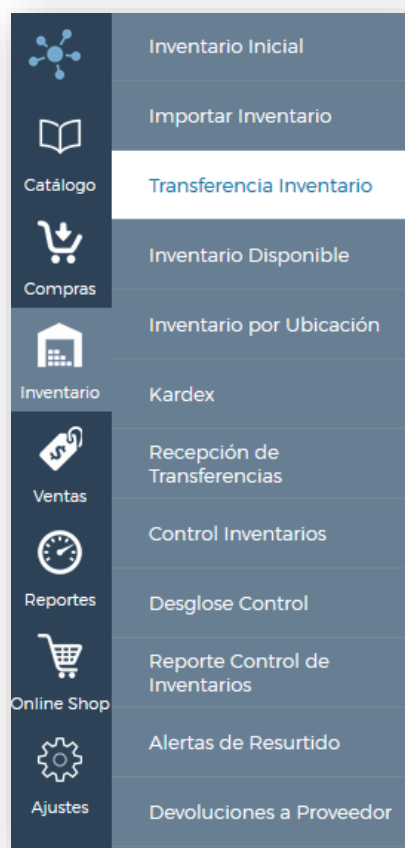 Catálogo
Compras
Inventario
Ventas
Reportes
Online Shop
Ajustes
Inventario Inicial
Importar Inventario
Transferencia Inventario
Inventario Disponible
Inventario por Ubicación
Kardex
Recepción de
Transferencias
Control Inventarios
Desglose Control
Reporte Control de
Inventarios
Alertas de Resurtido
Devoluciones a Proveedor